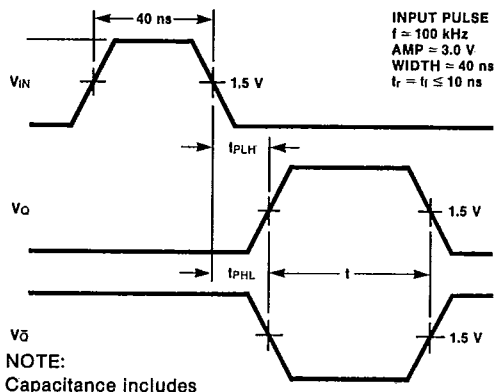 40 ns
INPUT PULSE
f ≃ 100 kHz
AMP ≃ 3.0 V
WIDTH ≃ 40 ns
tr = tf ≤ 10 ns
VIN
1.5 V
tPLH
VQ
1.5 V
tPHL
t
VQ̅
1.5 V
NOTE:
Capacitance includes